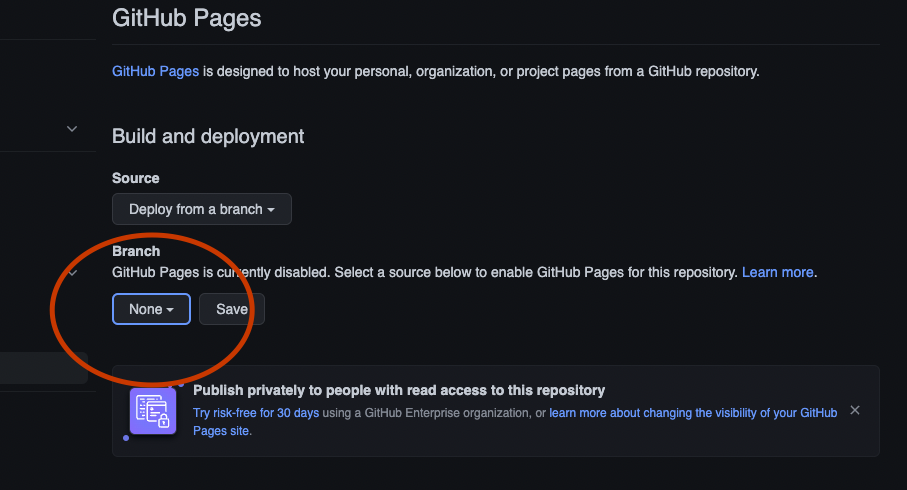 GitHub Pages
GitHub Pages is designed to host your personal, organization, or project pages from a GitHub repository.
Build and deployment
Source
Deploy from a branch
Branch
GitHub Pages is currently disabled. Select a source below to enable GitHub Pages for this repository. Learn more.
None Save
Publish privately to people with read access to this repository
Try risk-free for 30 days using a GitHub Enterprise organization, or learn more about changing the visibility of your GitHub
Pages site.